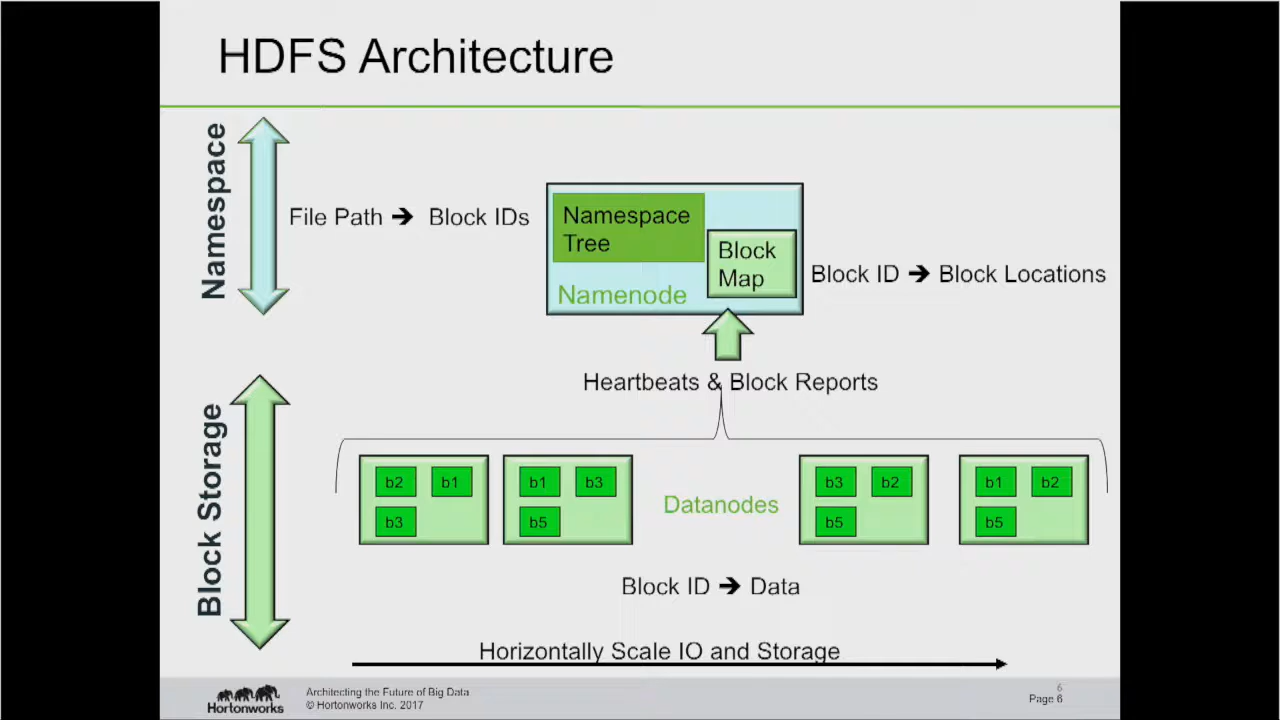 HDFS Architecture
Namespace
File Path ➔ Block IDs
Namespace
Tree
Block
Map
Namenode
Block ID ➔ Block Locations
Heartbeats & Block Reports
Block Storage
b2 b1
b3
b1 b3
b5
Datanodes
b3 b2
b5
b1 b2
b5
Block ID ➔ Data
Horizontally Scale IO and Storage
Hortonworks
Architecting the Future of Big Data
© Hortonworks Inc. 2017
6
Page 6